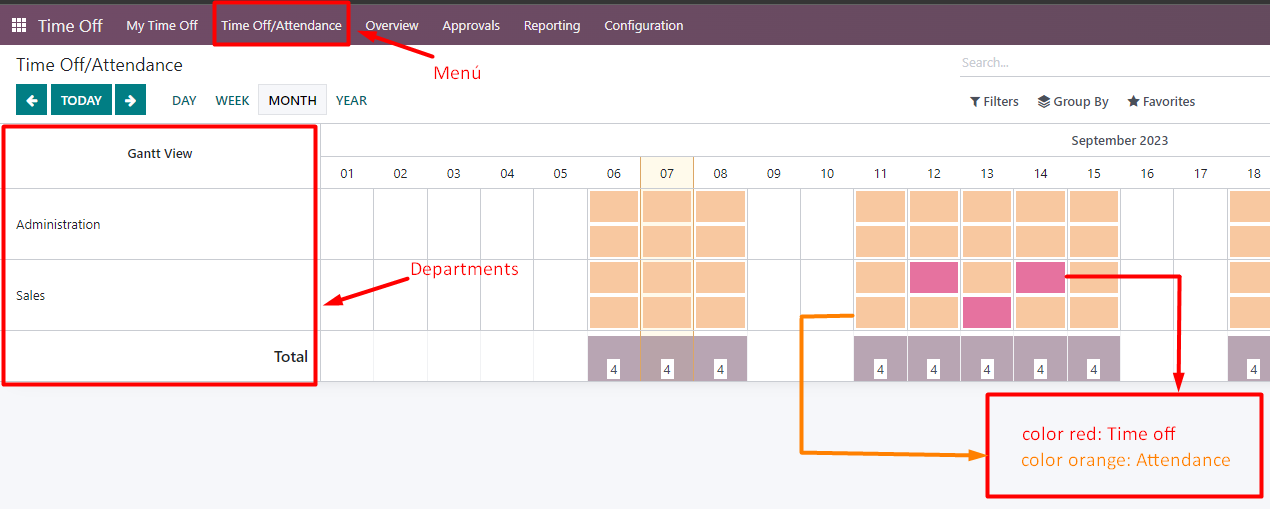 Time Off My Time Off Time Off/Attendance Overview Approvals Reporting Configuration
Time Off/Attendance
Menú
Search...
TODAY DAY WEEK MONTH YEAR
Filters Group By Favorites
Gantt View
September 2023
01 02 03 04 05 06 07 08 09 10 11 12 13 14 15 16 17 18
Administration
Departments
Sales
Total
4 4 4 4 4 4 4 4 4
color red: Time off
color orange: Attendance